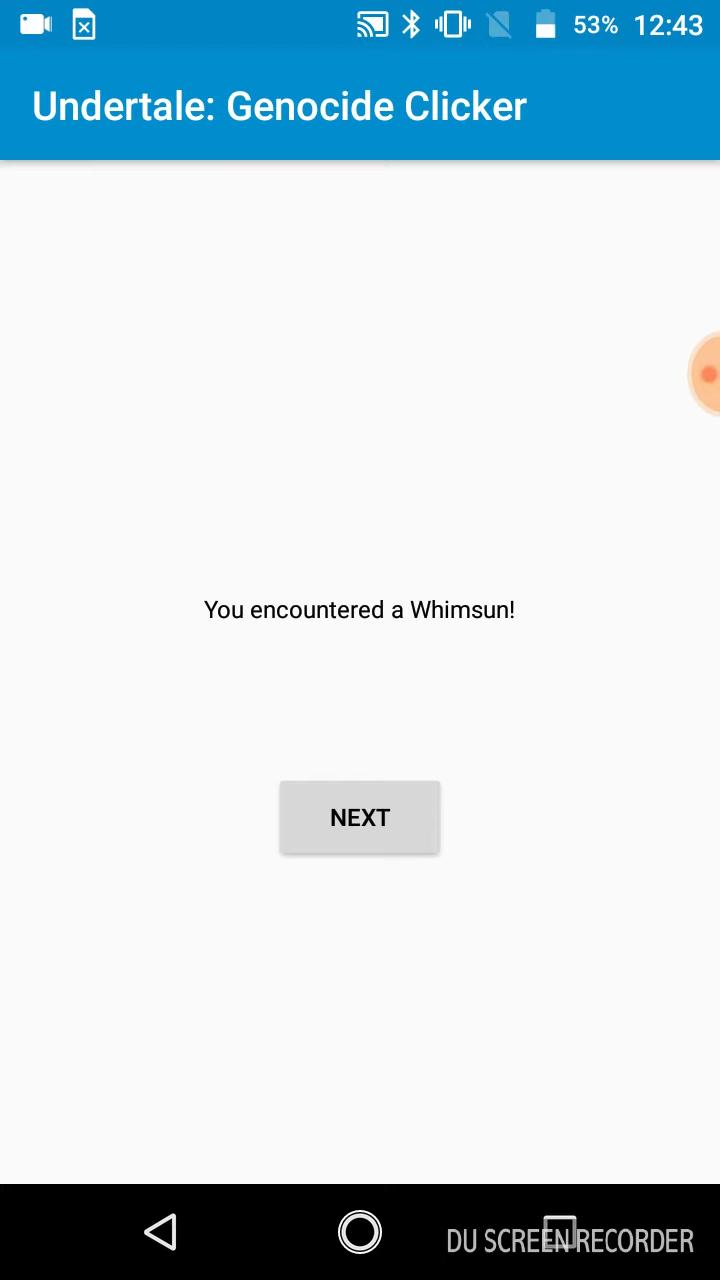 53% 12:43
Undertale: Genocide Clicker
You encountered a Whimsun!
NEXT
DU SCREEN RECORDER